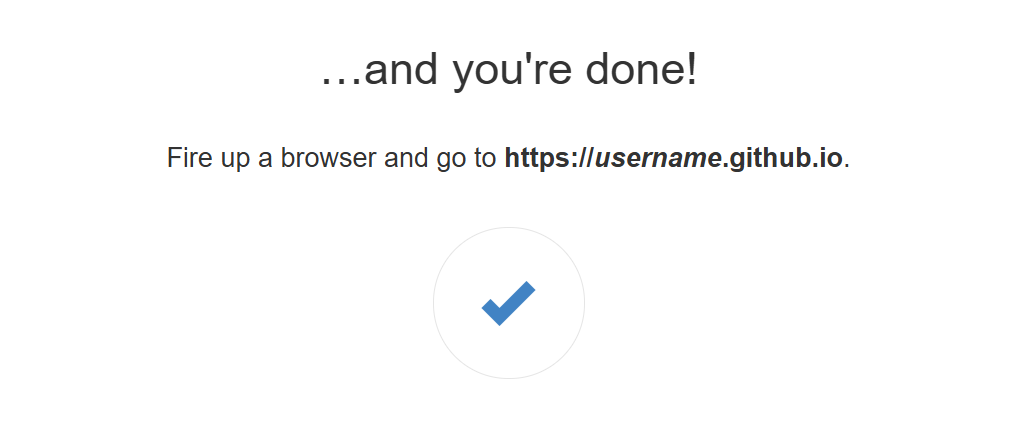 …and you're done!
Fire up a browser and go to https://username.github.io.